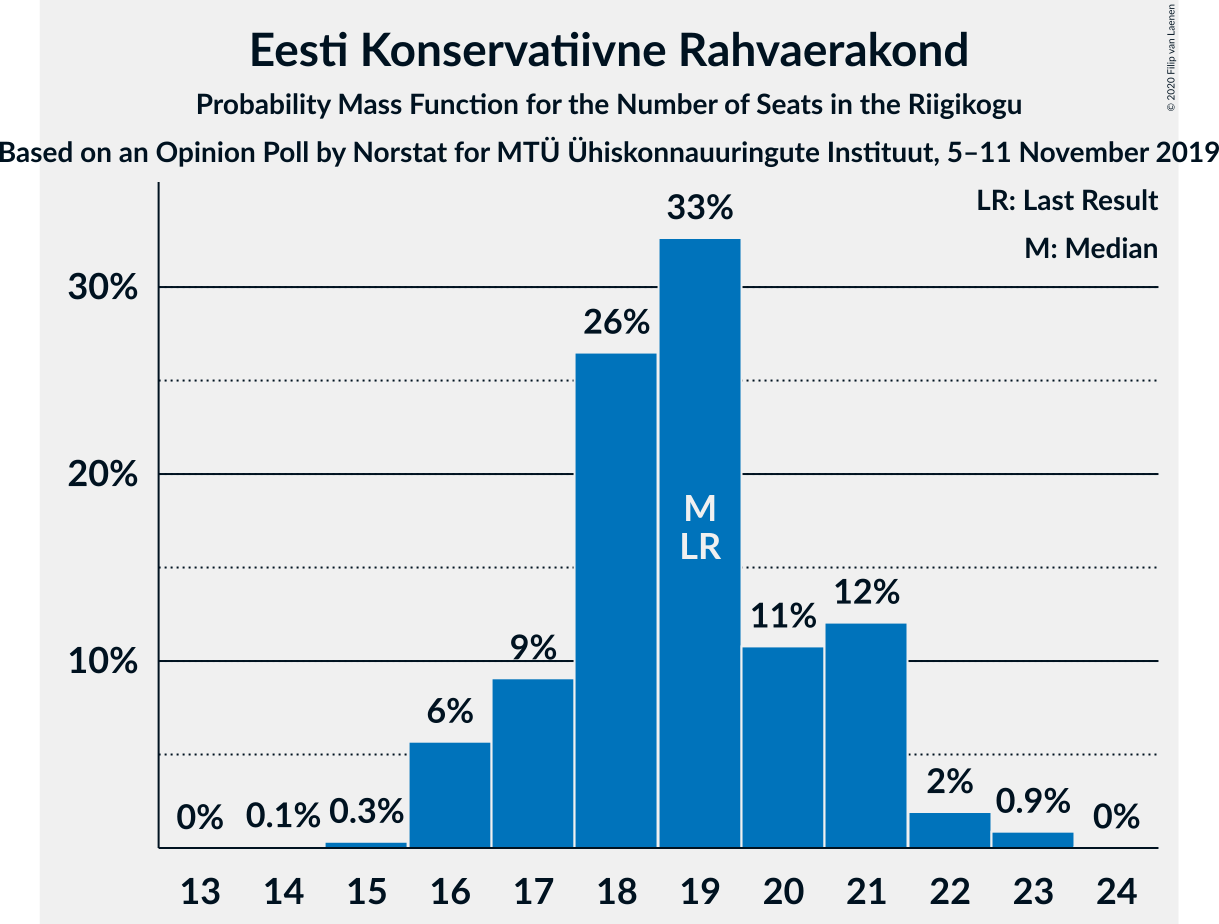 Eesti Konservatiivne Rahvaerakond
© 2020 Filip van Laenen
Probability Mass Function for the Number of Seats in the Riigikogu
Based on an Opinion Poll by Norstat for MTÜ Ühiskonnauuringute Instituut, 5–11 November 2019
LR: Last Result
M: Median
33%
30%
26%
20%
M
LR
12%
11%
9%
10%
6%
2%
0% 0.1% 0.3% 0.9% 0%
13 14 15 16 17 18 19 20 21 22 23 24